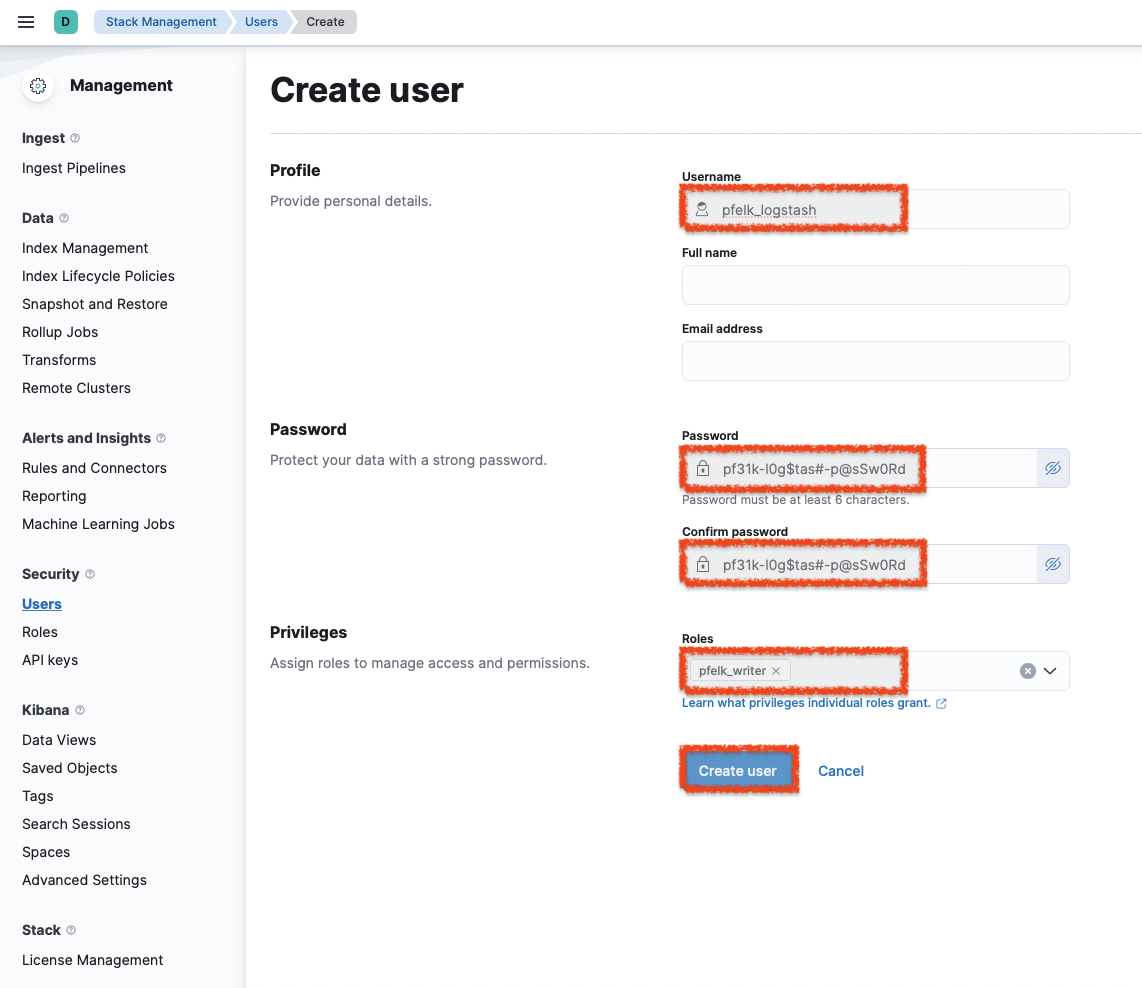 D Stack Management Users Create
Management
Ingest
Ingest Pipelines
Data
Index Management
Index Lifecycle Policies
Snapshot and Restore
Rollup Jobs
Transforms
Remote Clusters
Alerts and Insights
Rules and Connectors
Reporting
Machine Learning Jobs
Security
Users
Roles
API keys
Kibana
Data Views
Saved Objects
Tags
Search Sessions
Spaces
Advanced Settings
Stack
License Management
Create user
Profile
Provide personal details.
Username
pfelk_logstash
Full name
Email address
Password
Protect your data with a strong password.
Password
pf31k-l0g$tas#-p@sSw0Rd
Password must be at least 6 characters.
Confirm password
pf31k-l0g$tas#-p@sSw0Rd
Privileges
Assign roles to manage access and permissions.
Roles
pfelk_writer
Learn what privileges individual roles grant.
Create user Cancel